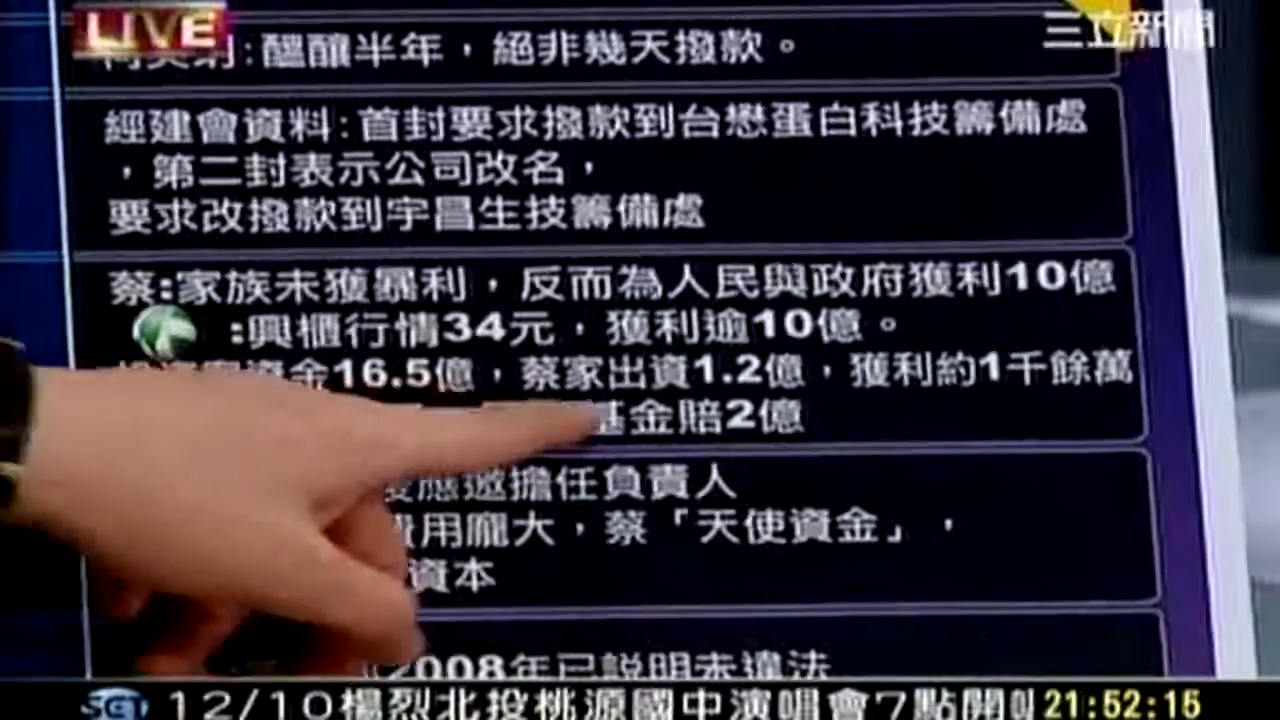 LIVE
三立新聞
:醞釀半年，絕非幾天撥款。
經建會資料:首封要求撥款到台懋蛋白科技籌備處
，第二封表示公司改名，
要求改撥款到宇昌生技籌備處
蔡:家族未獲暴利，反而為人民與政府獲利10億
:興櫃行情34元，獲利逾10億。
資金16.5億，蔡家出資1.2億，獲利約1千餘萬
基金賠2億
應邀擔任負責人
費用龐大，蔡「天使資金」，
資本
2008年已說明未違法
SET 12/10楊烈北投桃源國中演唱會7點開 21:52:15